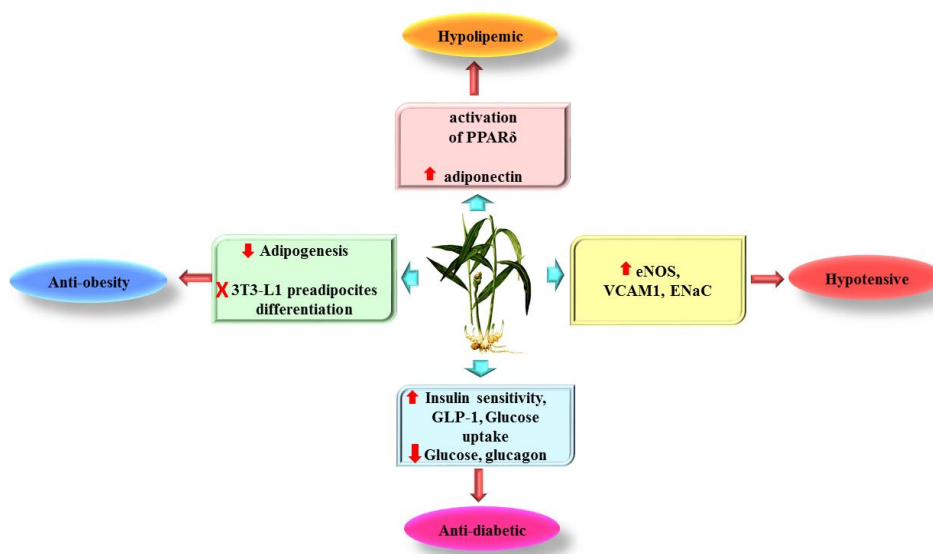 Hypolipemic
activation
of PPARδ
adiponectin
Adipogenesis
3T3-L1 preadipocites
differentiation
Anti-obesity
eNOS,
VCAM1, ENaC
Hypotensive
Insulin sensitivity,
GLP-1, Glucose
uptake
Glucose, glucagon
Anti-diabetic